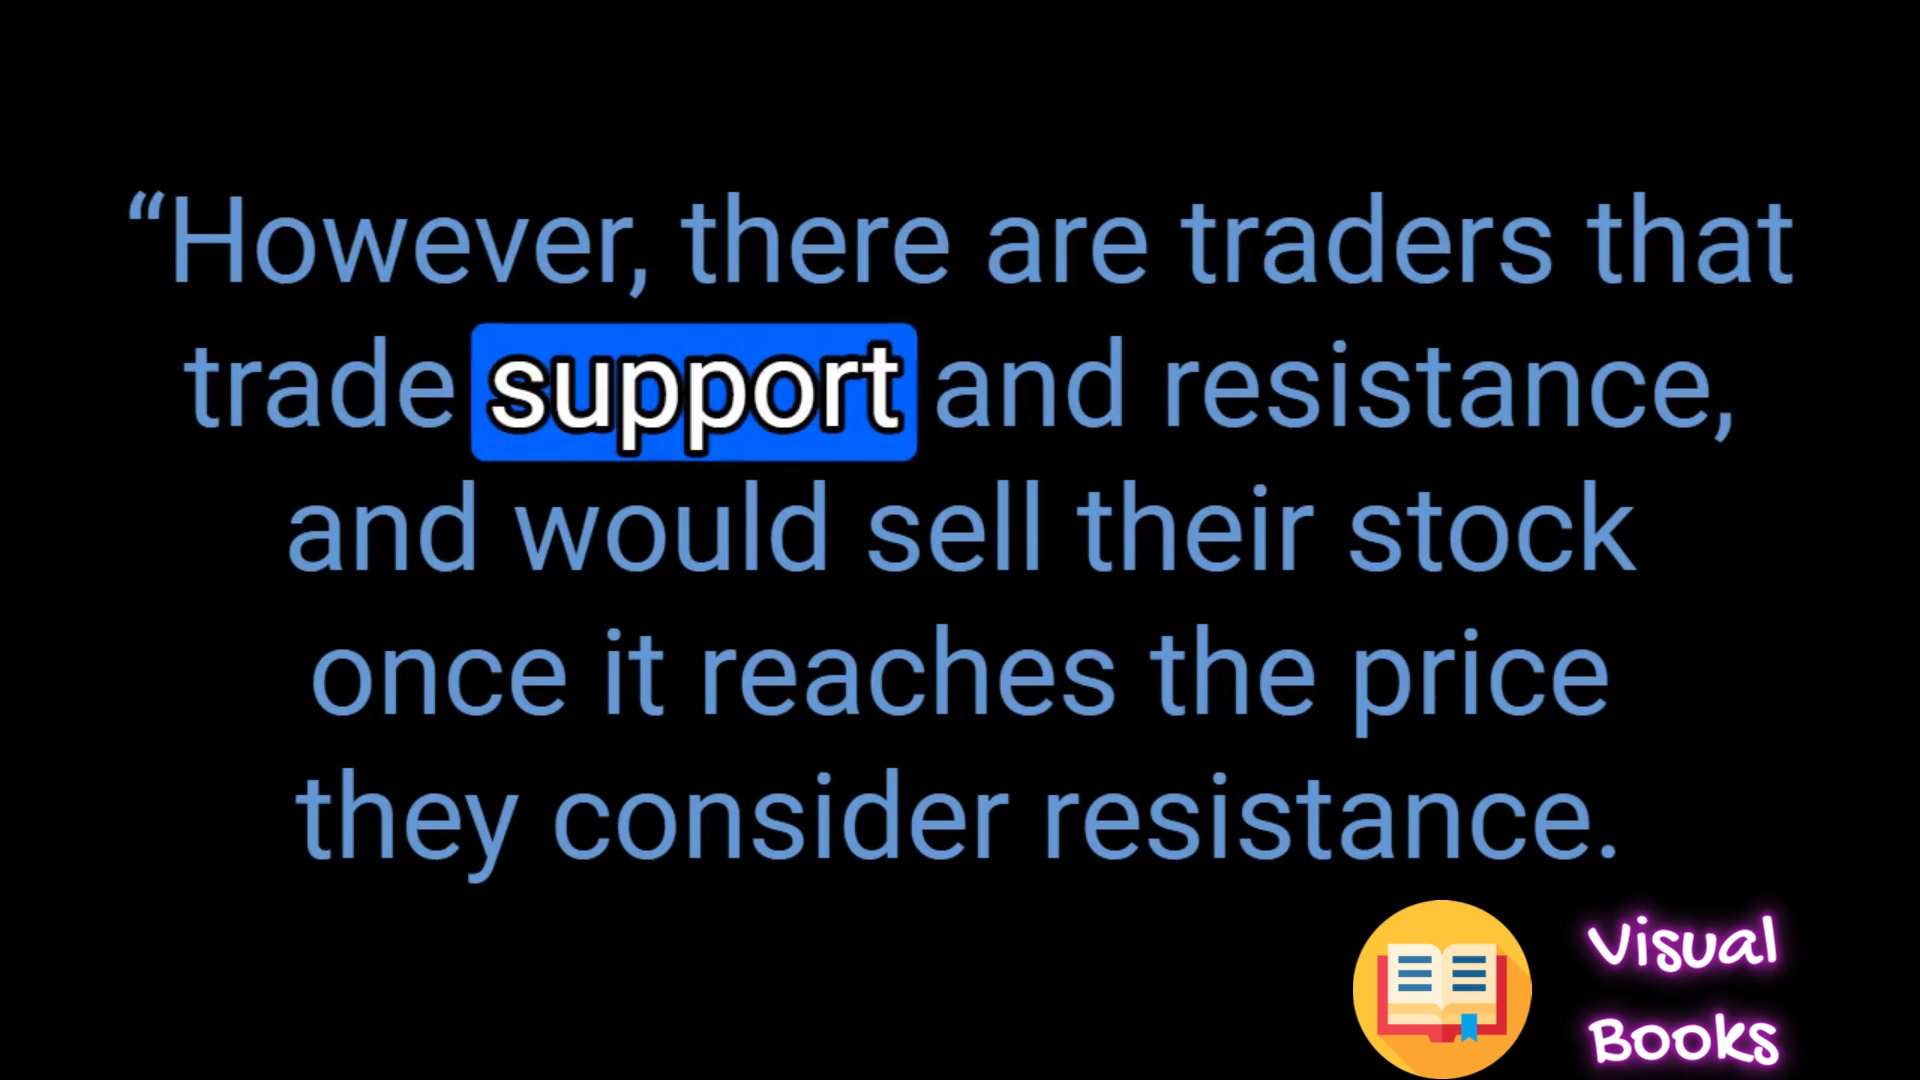 “However, there are traders that
trade support and resistance,
and would sell their stock
once it reaches the price
they consider resistance.
Visual
Books